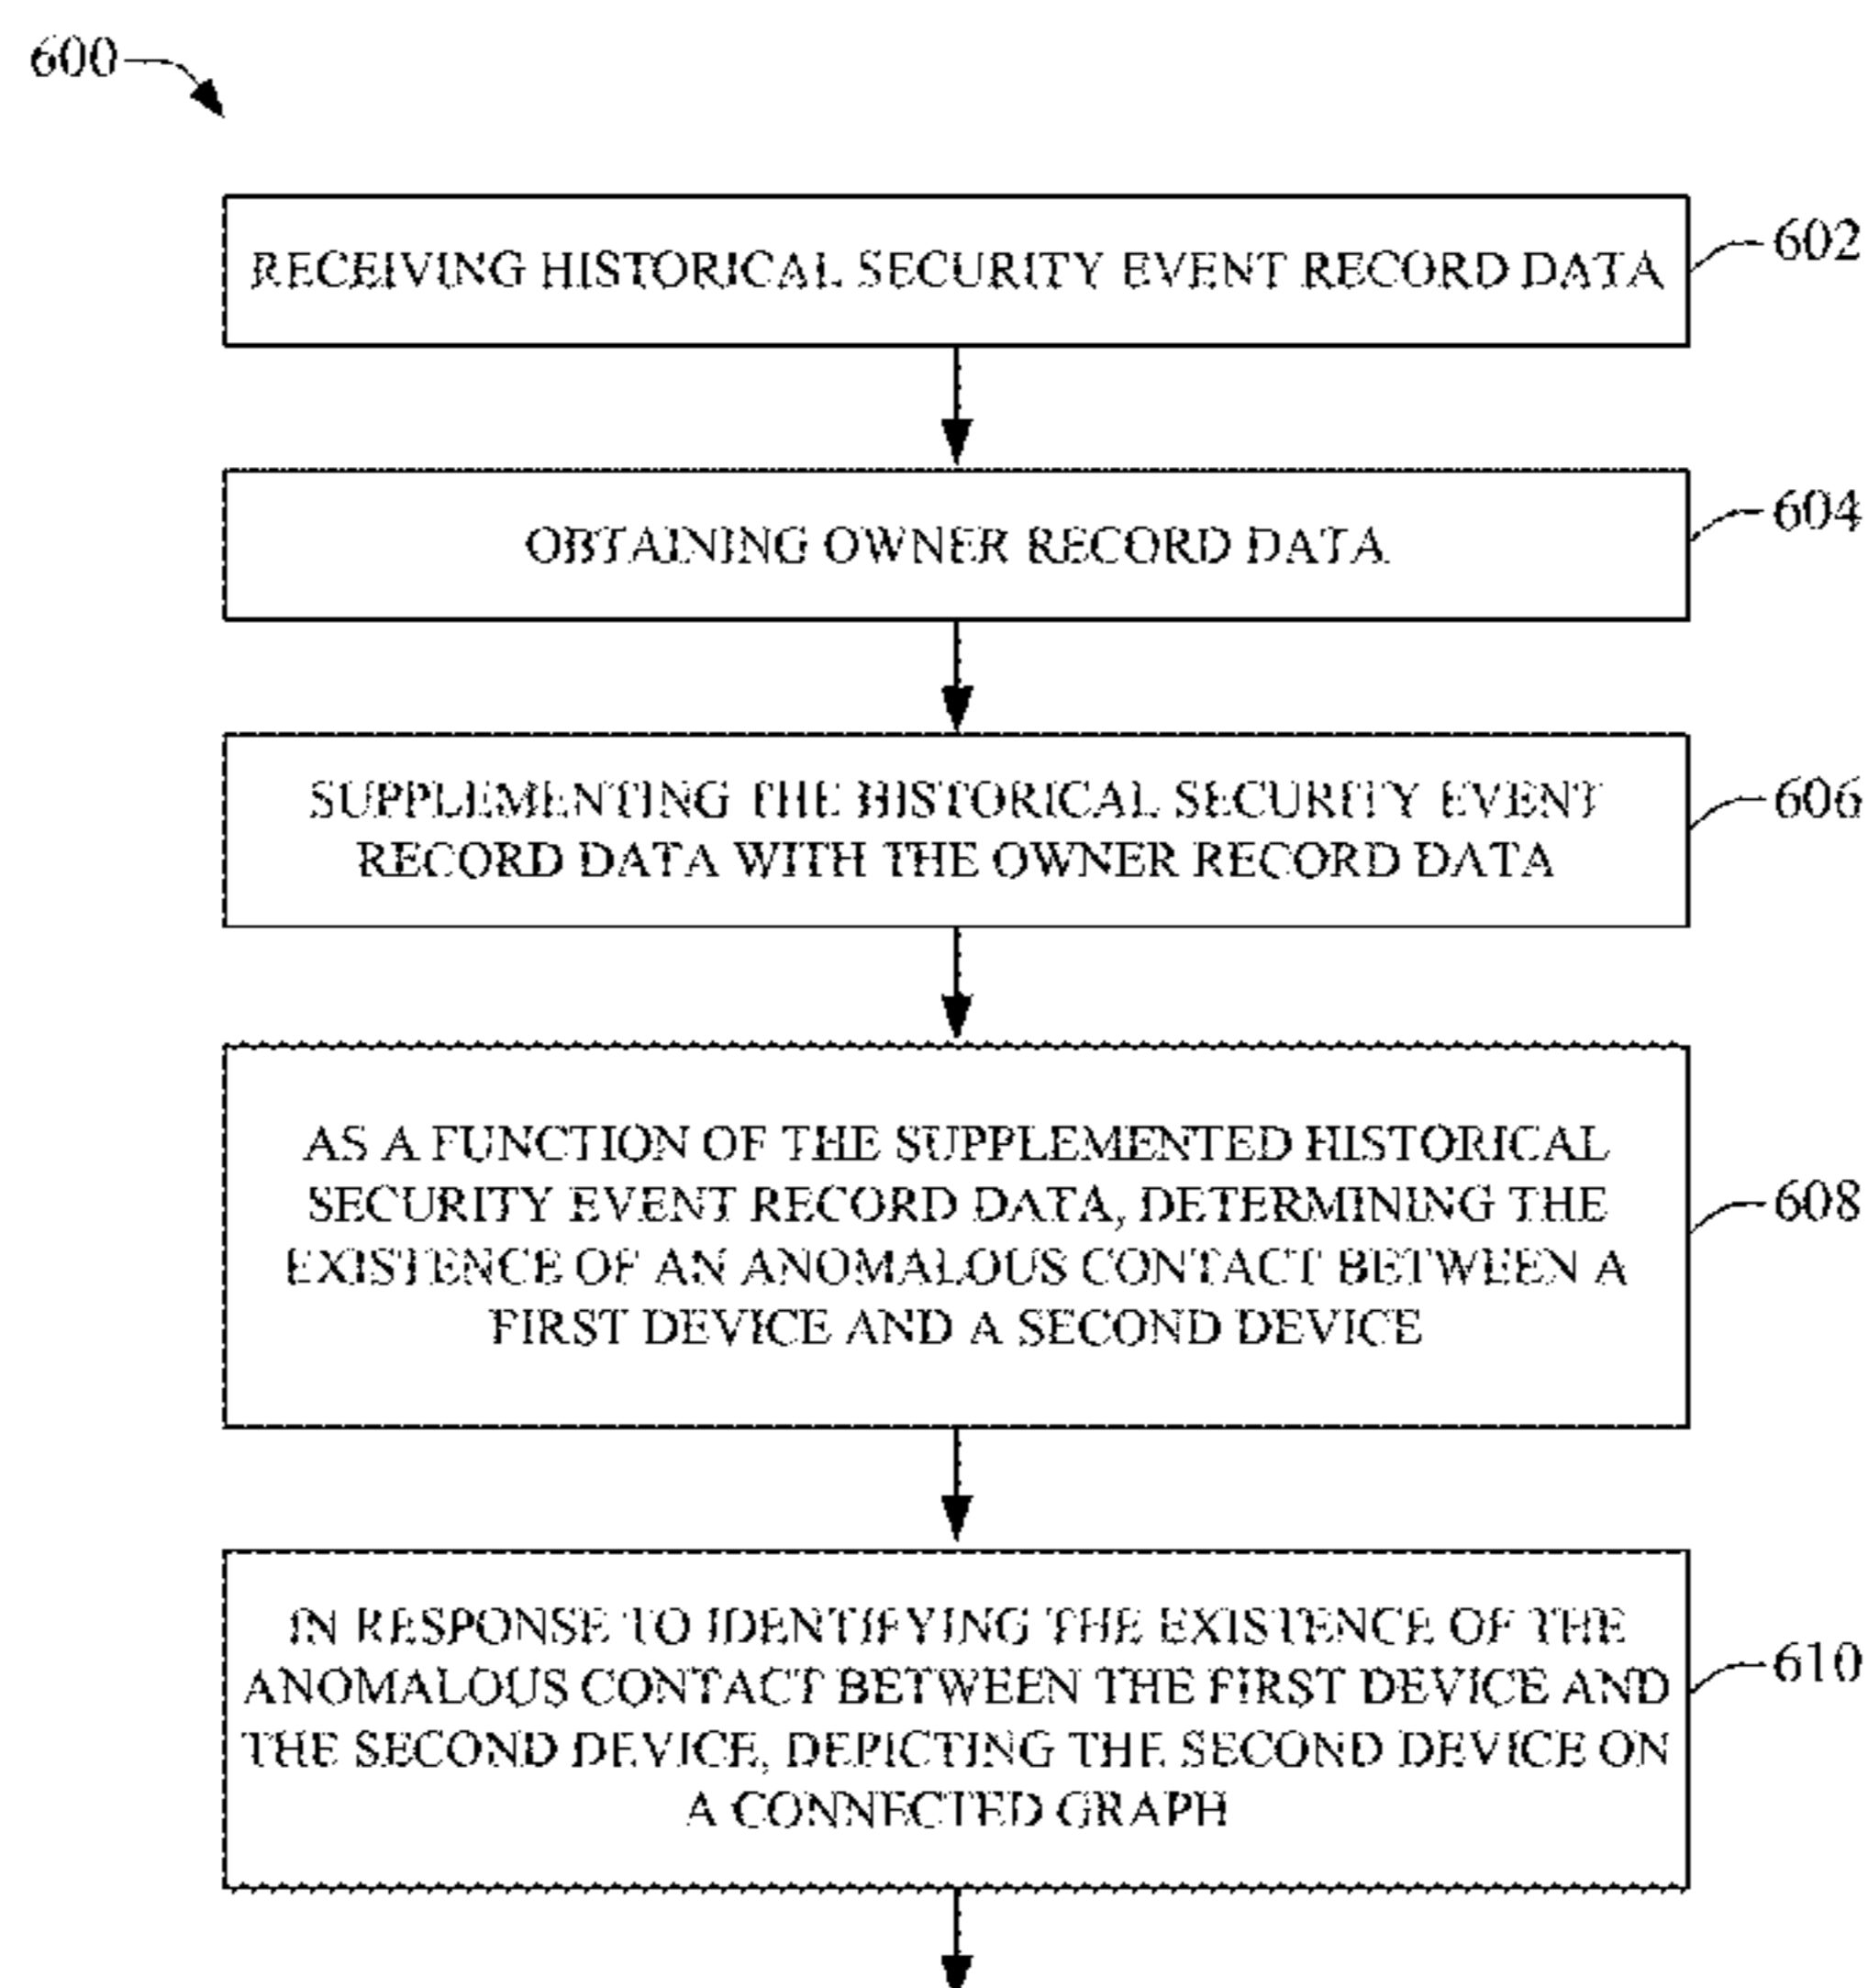 600
RECEIVING HISTORICAL SECURITY EVENT RECORD DATA
602
OBTAINING OWNER RECORD DATA
604
SUPPLEMENTING THE HISTORICAL SECURITY EVENT
RECORD DATA WITH THE OWNER RECORD DATA
606
AS A FUNCTION OF THE SUPPLEMENTED HISTORICAL
SECURITY EVENT RECORD DATA, DETERMINING THE
EXISTENCE OF AN ANOMALOUS CONTACT BETWEEN A
FIRST DEVICE AND A SECOND DEVICE
608
IN RESPONSE TO IDENTIFYING THE EXISTENCE OF THE
ANOMALOUS CONTACT BETWEEN THE FIRST DEVICE AND
THE SECOND DEVICE, DEPICTING THE SECOND DEVICE ON
A CONNECTED GRAPH
610